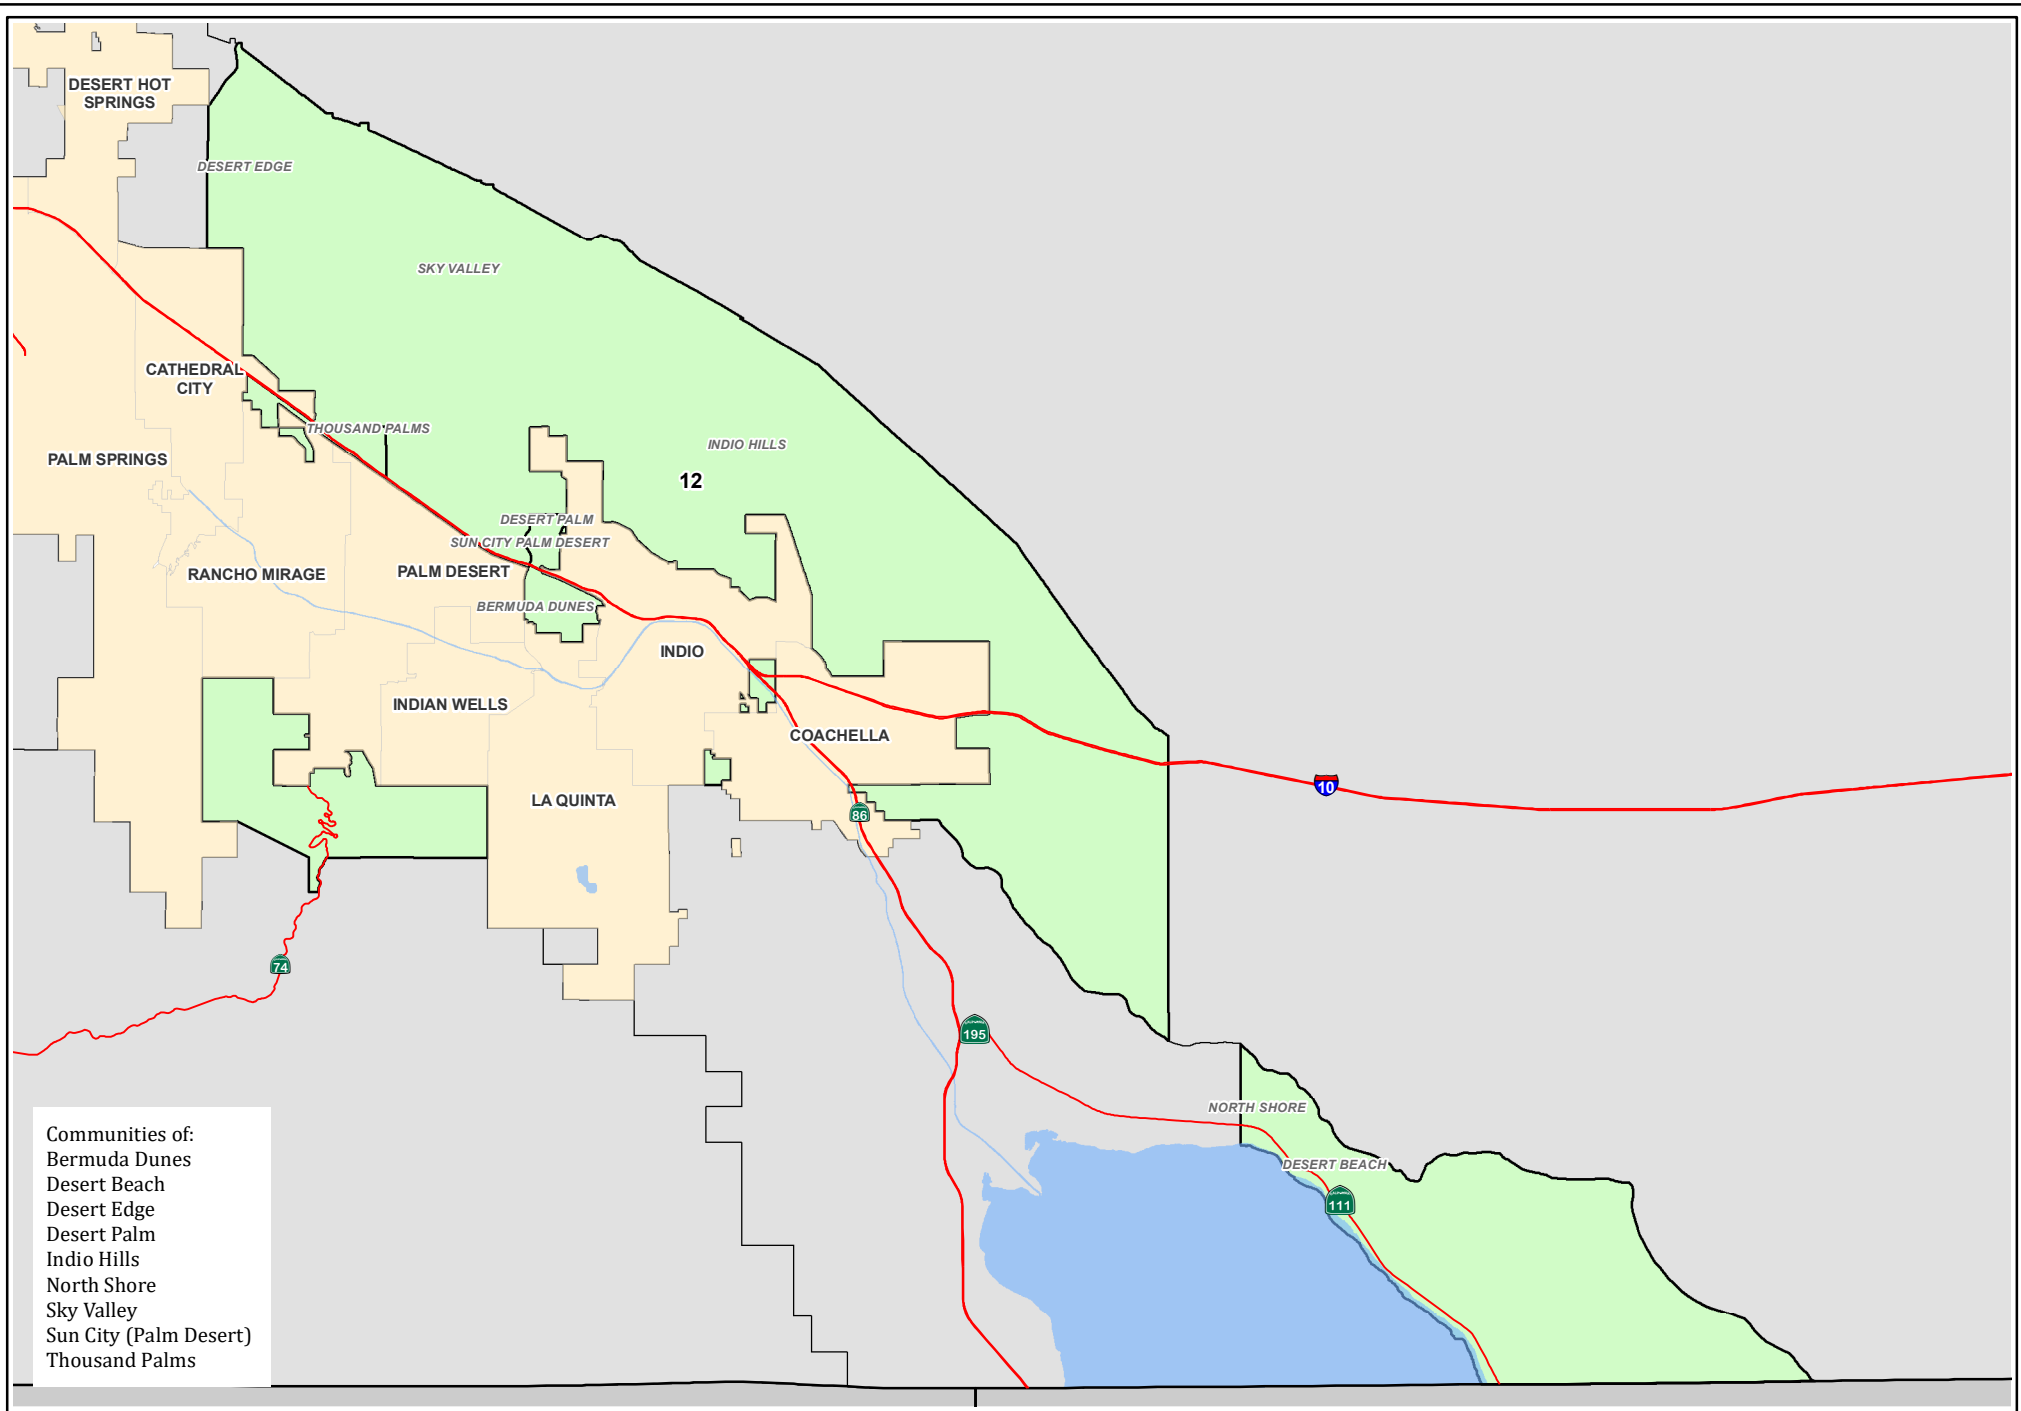 DESERT HOT
SPRINGS
DESERT EDGE
SKY VALLEY
CATHEDRAL
CITY
THOUSAND PALMS
INDIO HILLS
PALM SPRINGS
12
DESERT PALM
SUN CITY PALM DESERT
RANCHO MIRAGE
PALM DESERT
BERMUDA DUNES
INDIO
INDIAN WELLS
COACHELLA
10
LA QUINTA
86
74
195
NORTH SHORE
DESERT BEACH
111
Communities of:
Bermuda Dunes
Desert Beach
Desert Edge
Desert Palm
Indio Hills
North Shore
Sky Valley
Sun City (Palm Desert)
Thousand Palms